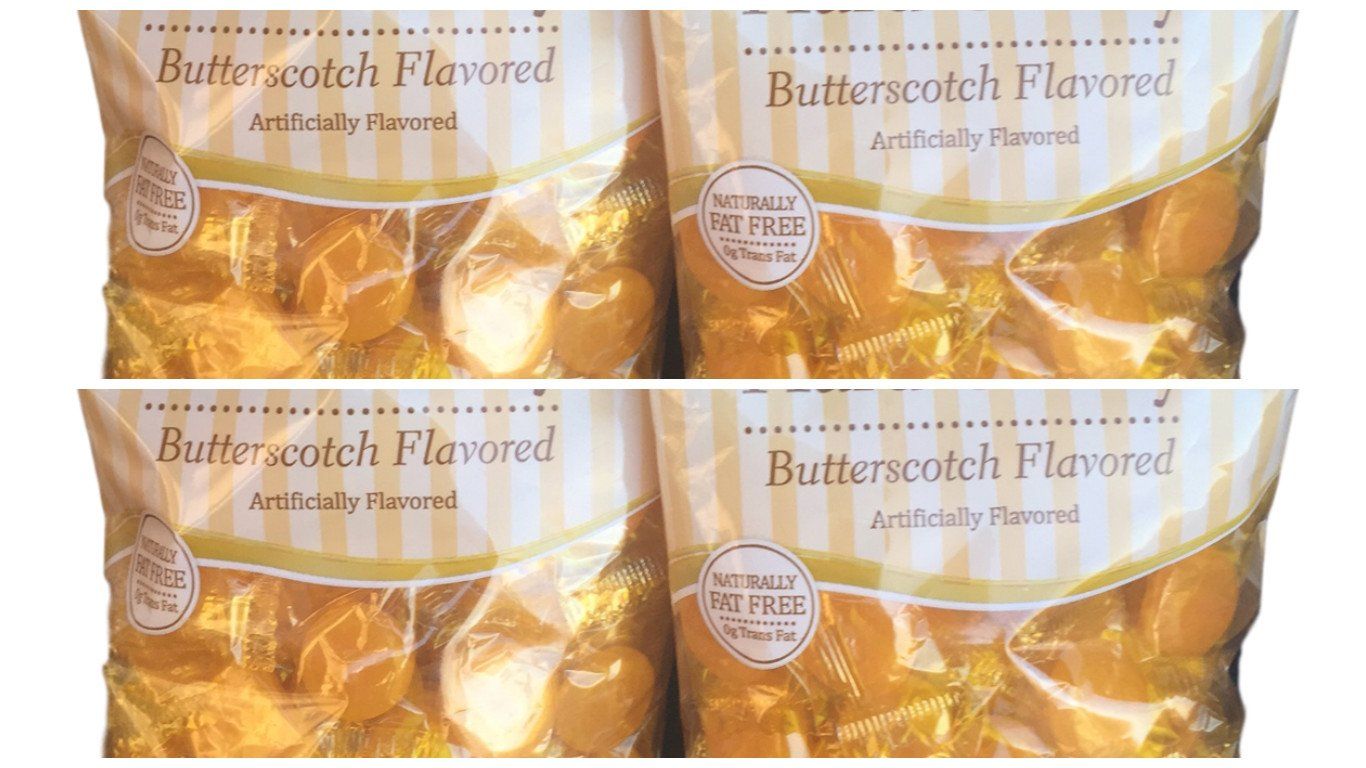 Butterscotch Flavored
Artificially Flavored
NATURALLY
FAT FREE
0g Trans Fat
Butterscotch Flavored
Artificially Flavored
NATURALLY
FAT FREE
0g Trans Fat
Butterscotch Flavored
Artificially Flavored
NATURALLY
FAT FREE
0g Trans Fat
Butterscotch Flavored
Artificially Flavored
NATURALLY
FAT FREE
0g Trans Fat